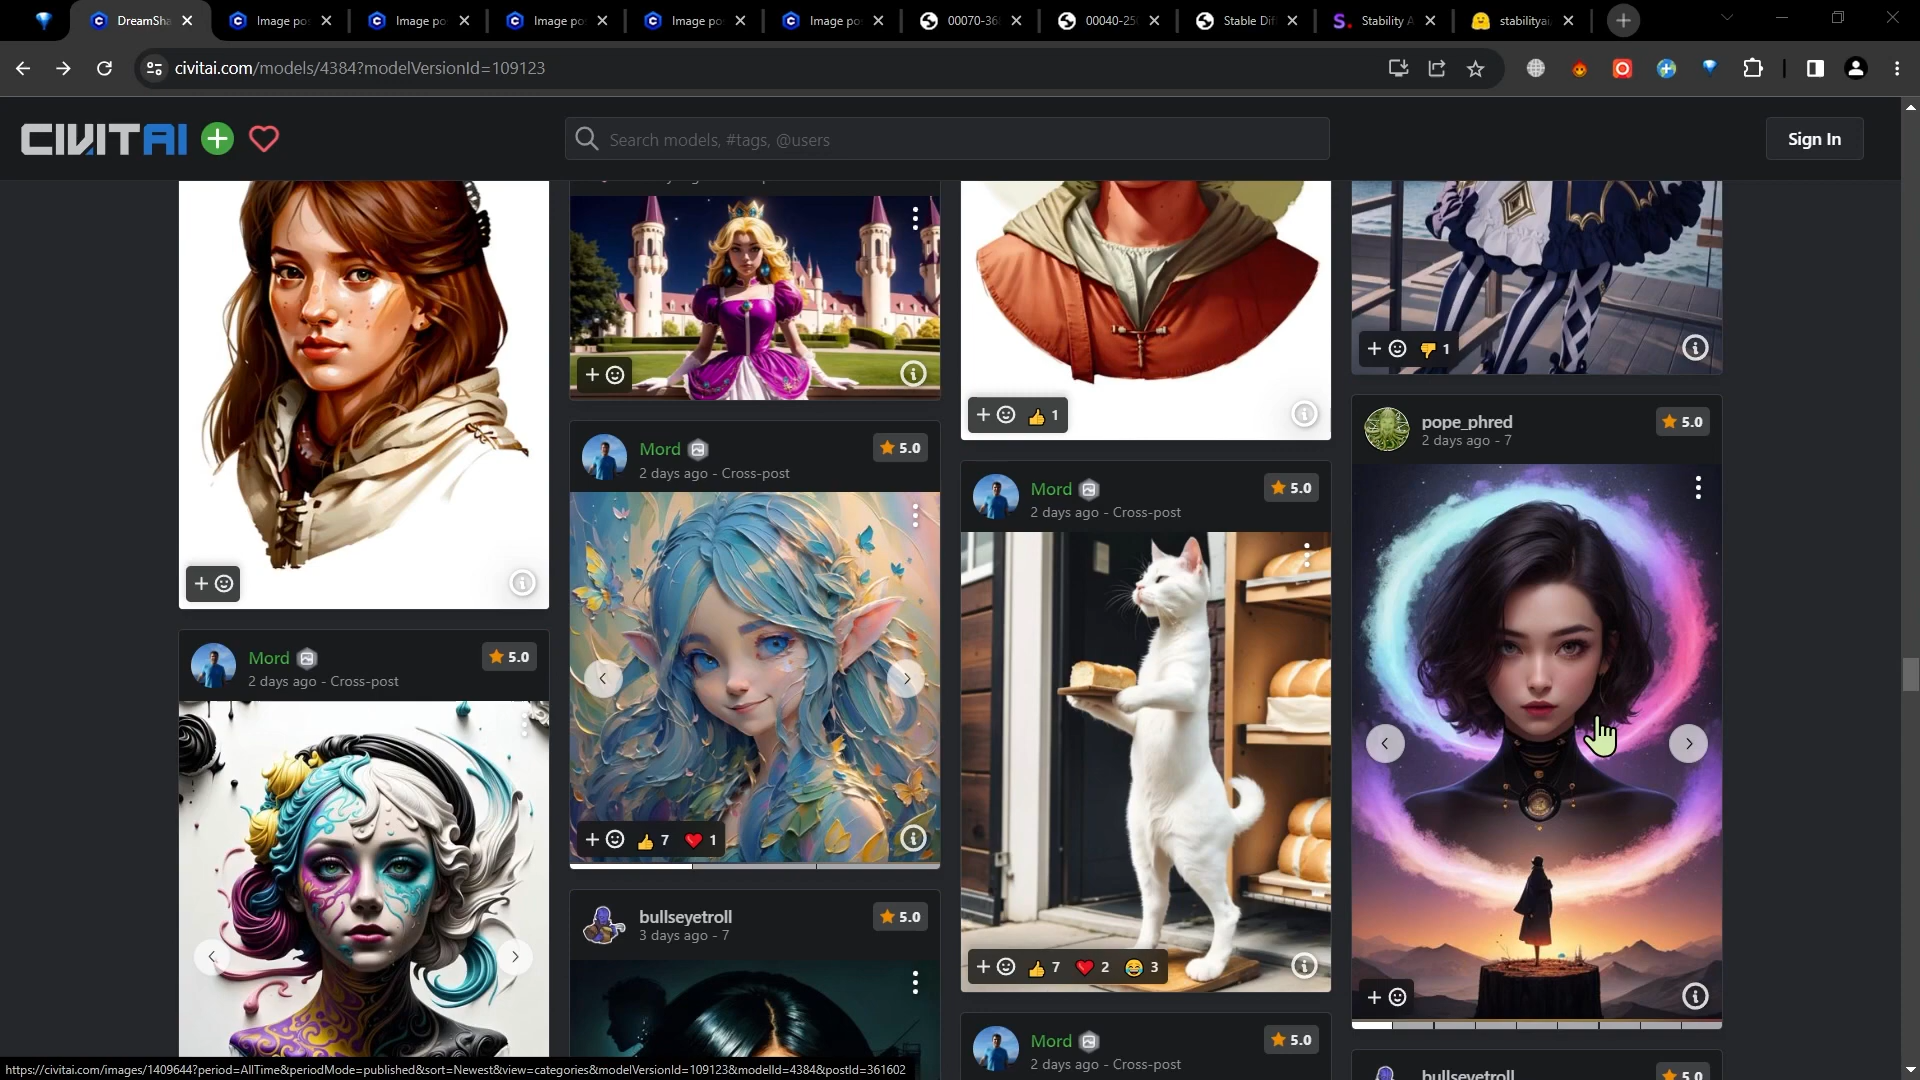 DreamSha
Image po
Image po
Image po
Image po
Image po
00070-36
00040-25
Stable Dif
Stability A
stabilityai
civitai.com/models/4384?modelVersionId=109123
CIVITAI
Search models, #tags, @users
Sign In
1
1
pope_phred
2 days ago - 7
5.0
Mord
2 days ago - Cross-post
5.0
Mord
2 days ago - Cross-post
5.0
Mord
2 days ago - Cross-post
5.0
7 1
bullseyetroll
3 days ago - 7
5.0
7 2 3
Mord
2 days ago - Cross-post
5.0
bullseyetroll
5.0
https://civitai.com/images/1409644?period=AllTime&periodMode=published&sort=Newest&view=categories&modelVersionId=109123&modelId=4384&postId=361602